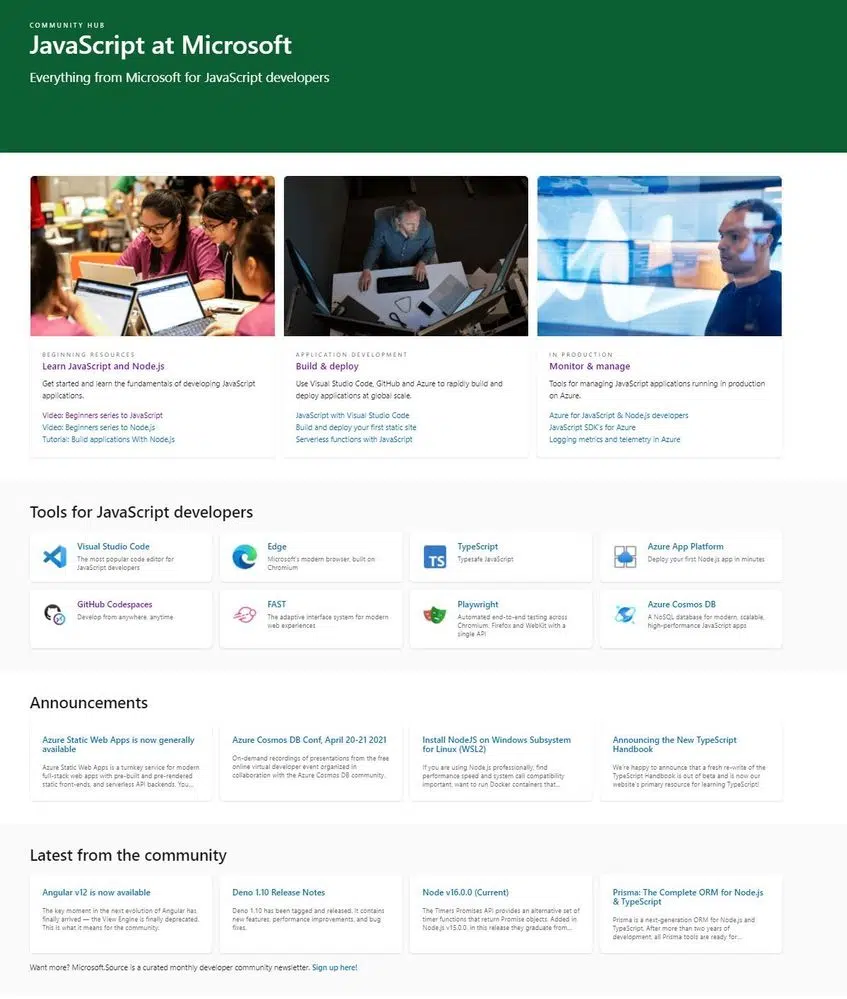 COMMUNITY HUB
JavaScript at Microsoft
Everything from Microsoft for JavaScript developers
BEGINNING RESOURCES
Learn JavaScript and Node.js
Get started and learn the fundamentals of developing JavaScript
applications.
Video: Beginners series to JavaScript
Video: Beginners series to Node.js
Tutorial: Build applications With Node.js
APPLICATION DEVELOPMENT
Build & deploy
Use Visual Studio Code, GitHub and Azure to rapidly build and
deploy applications at global scale.
JavaScript with Visual Studio Code
Build and deploy your first static site
Serverless functions with JavaScript
IN PRODUCTION
Monitor & manage
Tools for managing JavaScript applications running in production
on Azure.
Azure for JavaScript & Node.js developers
JavaScript SDK's for Azure
Logging metrics and telemetry in Azure
Tools for JavaScript developers
Visual Studio Code
The most popular code editor for
JavaScript developers
Edge
Microsoft's modern browser, built on
Chromium
TS
TypeScript
Typesafe JavaScript
Azure App Platform
Deploy your first Node.js app in minutes
GitHub Codespaces
Develop from anywhere, anytime
FAST
The adaptive interface system for modern
web experiences
Playwright
Automated end-to-end testing across
Chromium, Firefox and WebKit with a
single API
Azure Cosmos DB
A NoSQL database for modern, scalable,
high-performance JavaScript apps
Announcements
Azure Static Web Apps is now generally
available
Azure Static Web Apps is a turnkey service for modern
full-stack web apps with pre-built and pre-rendered
static front-ends, and serverless API backends. You...
Azure Cosmos DB Conf, April 20-21 2021
On-demand recordings of presentations from the free
online virtual developer event organized in
collaboration with the Azure Cosmos DB community.
Install NodeJS on Windows Subsystem
for Linux (WSL2)
If you are using Node.js professionally, find
performance speed and system call compatibility
important, want to run Docker containers that...
Announcing the New TypeScript
Handbook
We're happy to announce that a fresh re-write of the
TypeScript Handbook is out of beta and is now our
website's primary resource for learning TypeScript!
Latest from the community
Angular v12 is now available
The key moment in the next evolution of Angular has
finally arrived — the View Engine is finally deprecated.
This is what it means for the community.
Deno 1.10 Release Notes
Deno 1.10 has been tagged and released. It contains
new features, performance improvements, and bug
fixes.
Node v16.0.0 (Current)
The Timers Promises API provides an alternative set of
timer functions that return Promise objects. Added in
Node.js v15.0.0, in this release they graduate from...
Prisma: The Complete ORM for Node.js
& TypeScript
Prisma is a next-generation ORM for Node.js and
TypeScript. After more than two years of
development, all Prisma tools are ready for...
Want more? Microsoft.Source is a curated monthly developer community newsletter. Sign up here!